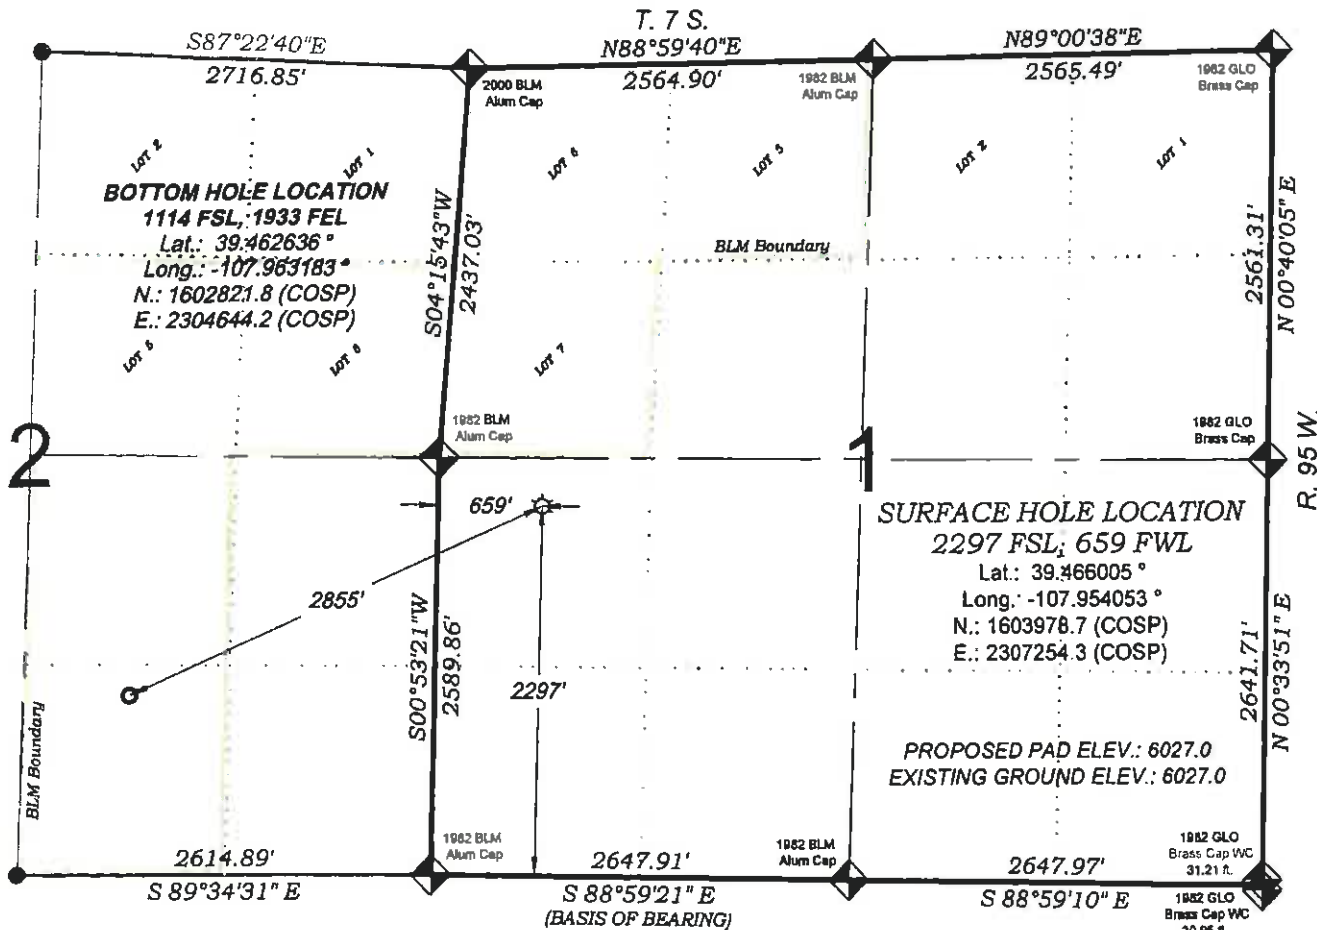 T. 7 S.
S87°22'40"E
2716.85'
N88°59'40"E
2564.90'
N89°00'38"E
2565.49'
2000 BLM
Alum Cap
1982 BLM
Alum Cap
1982 GLO
Brass Cap
LOT 2
LOT 1
LOT 6
LOT 5
LOT 2
LOT 1
BOTTOM HOLE LOCATION
1114 FSL, 1933 FEL
Lat.: 39.462636 °
Long.: -107.963183°
N.: 1602821.8 (COSP)
E.: 2304644.2 (COSP)
S04°15'43"W
2437.03'
BLM Boundary
2561.31'
N 00°40'05" E
LOT 5
LOT 6
LOT 7
1982 BLM
Alum Cap
1982 GLO
Brass Cap
2
1
R. 95 W.
659'
2855'
2297'
S00°53'21"W
2589.86'
SURFACE HOLE LOCATION
2297 FSL, 659 FWL
Lat.: 39.466005 °
Long.: -107.954053 °
N.: 1603978.7 (COSP)
E.: 2307254.3 (COSP)
2641.71'
N 00°33'51" E
BLM Boundary
PROPOSED PAD ELEV.: 6027.0
EXISTING GROUND ELEV.: 6027.0
1982 BLM
Alum Cap
1982 BLM
Alum Cap
1982 GLO
Brass Cap WC
31.21 ft.
2614.89'
S 89°34'31" E
2647.91'
S 88°59'21" E
(BASIS OF BEARING)
2647.97'
S 88°59'10" E
1982 GLO
Brass Cap WC